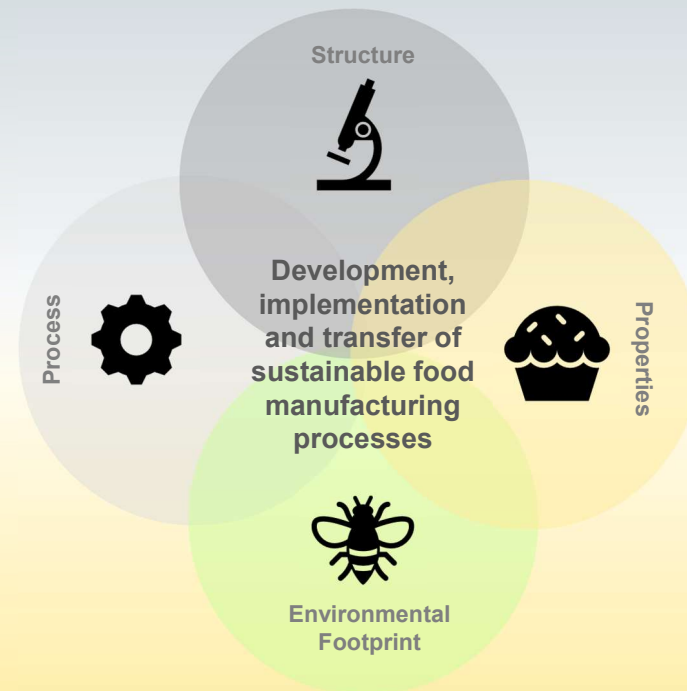 Structure
Development,
implementation
and transfer of
sustainable food
manufacturing
processes
Process
Properties
Environmental
Footprint